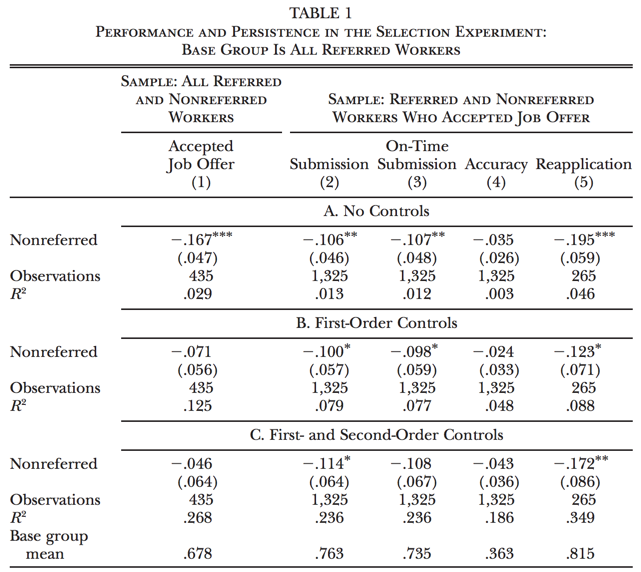 TABLE 1
Performance and Persistence in the Selection Experiment:
Base Group Is All Referred Workers
Sample: All Referred
and Nonreferred
Workers
Sample: Referred and Nonreferred
Workers Who Accepted Job Offer
Accepted
Job Offer
(1)
Submission
(2)
On-Time
Submission
(3)
Accuracy
(4)
Reapplication
(5)
A. No Controls
Nonreferred −.167*** −.106** −.107** −.035 −.195***
(.047) (.046) (.048) (.026) (.059)
Observations 435 1,325 1,325 1,325 265
R² .029 .013 .012 .003 .046
B. First-Order Controls
Nonreferred −.071 −.100* −.098* −.024 −.123*
(.056) (.057) (.059) (.033) (.071)
Observations 435 1,325 1,325 1,325 265
R² .125 .079 .077 .048 .088
C. First- and Second-Order Controls
Nonreferred −.046 −.114* −.108 −.043 −.172**
(.064) (.064) (.067) (.036) (.086)
Observations 435 1,325 1,325 1,325 265
R² .268 .236 .236 .186 .349
Base group
mean .678 .763 .735 .363 .815